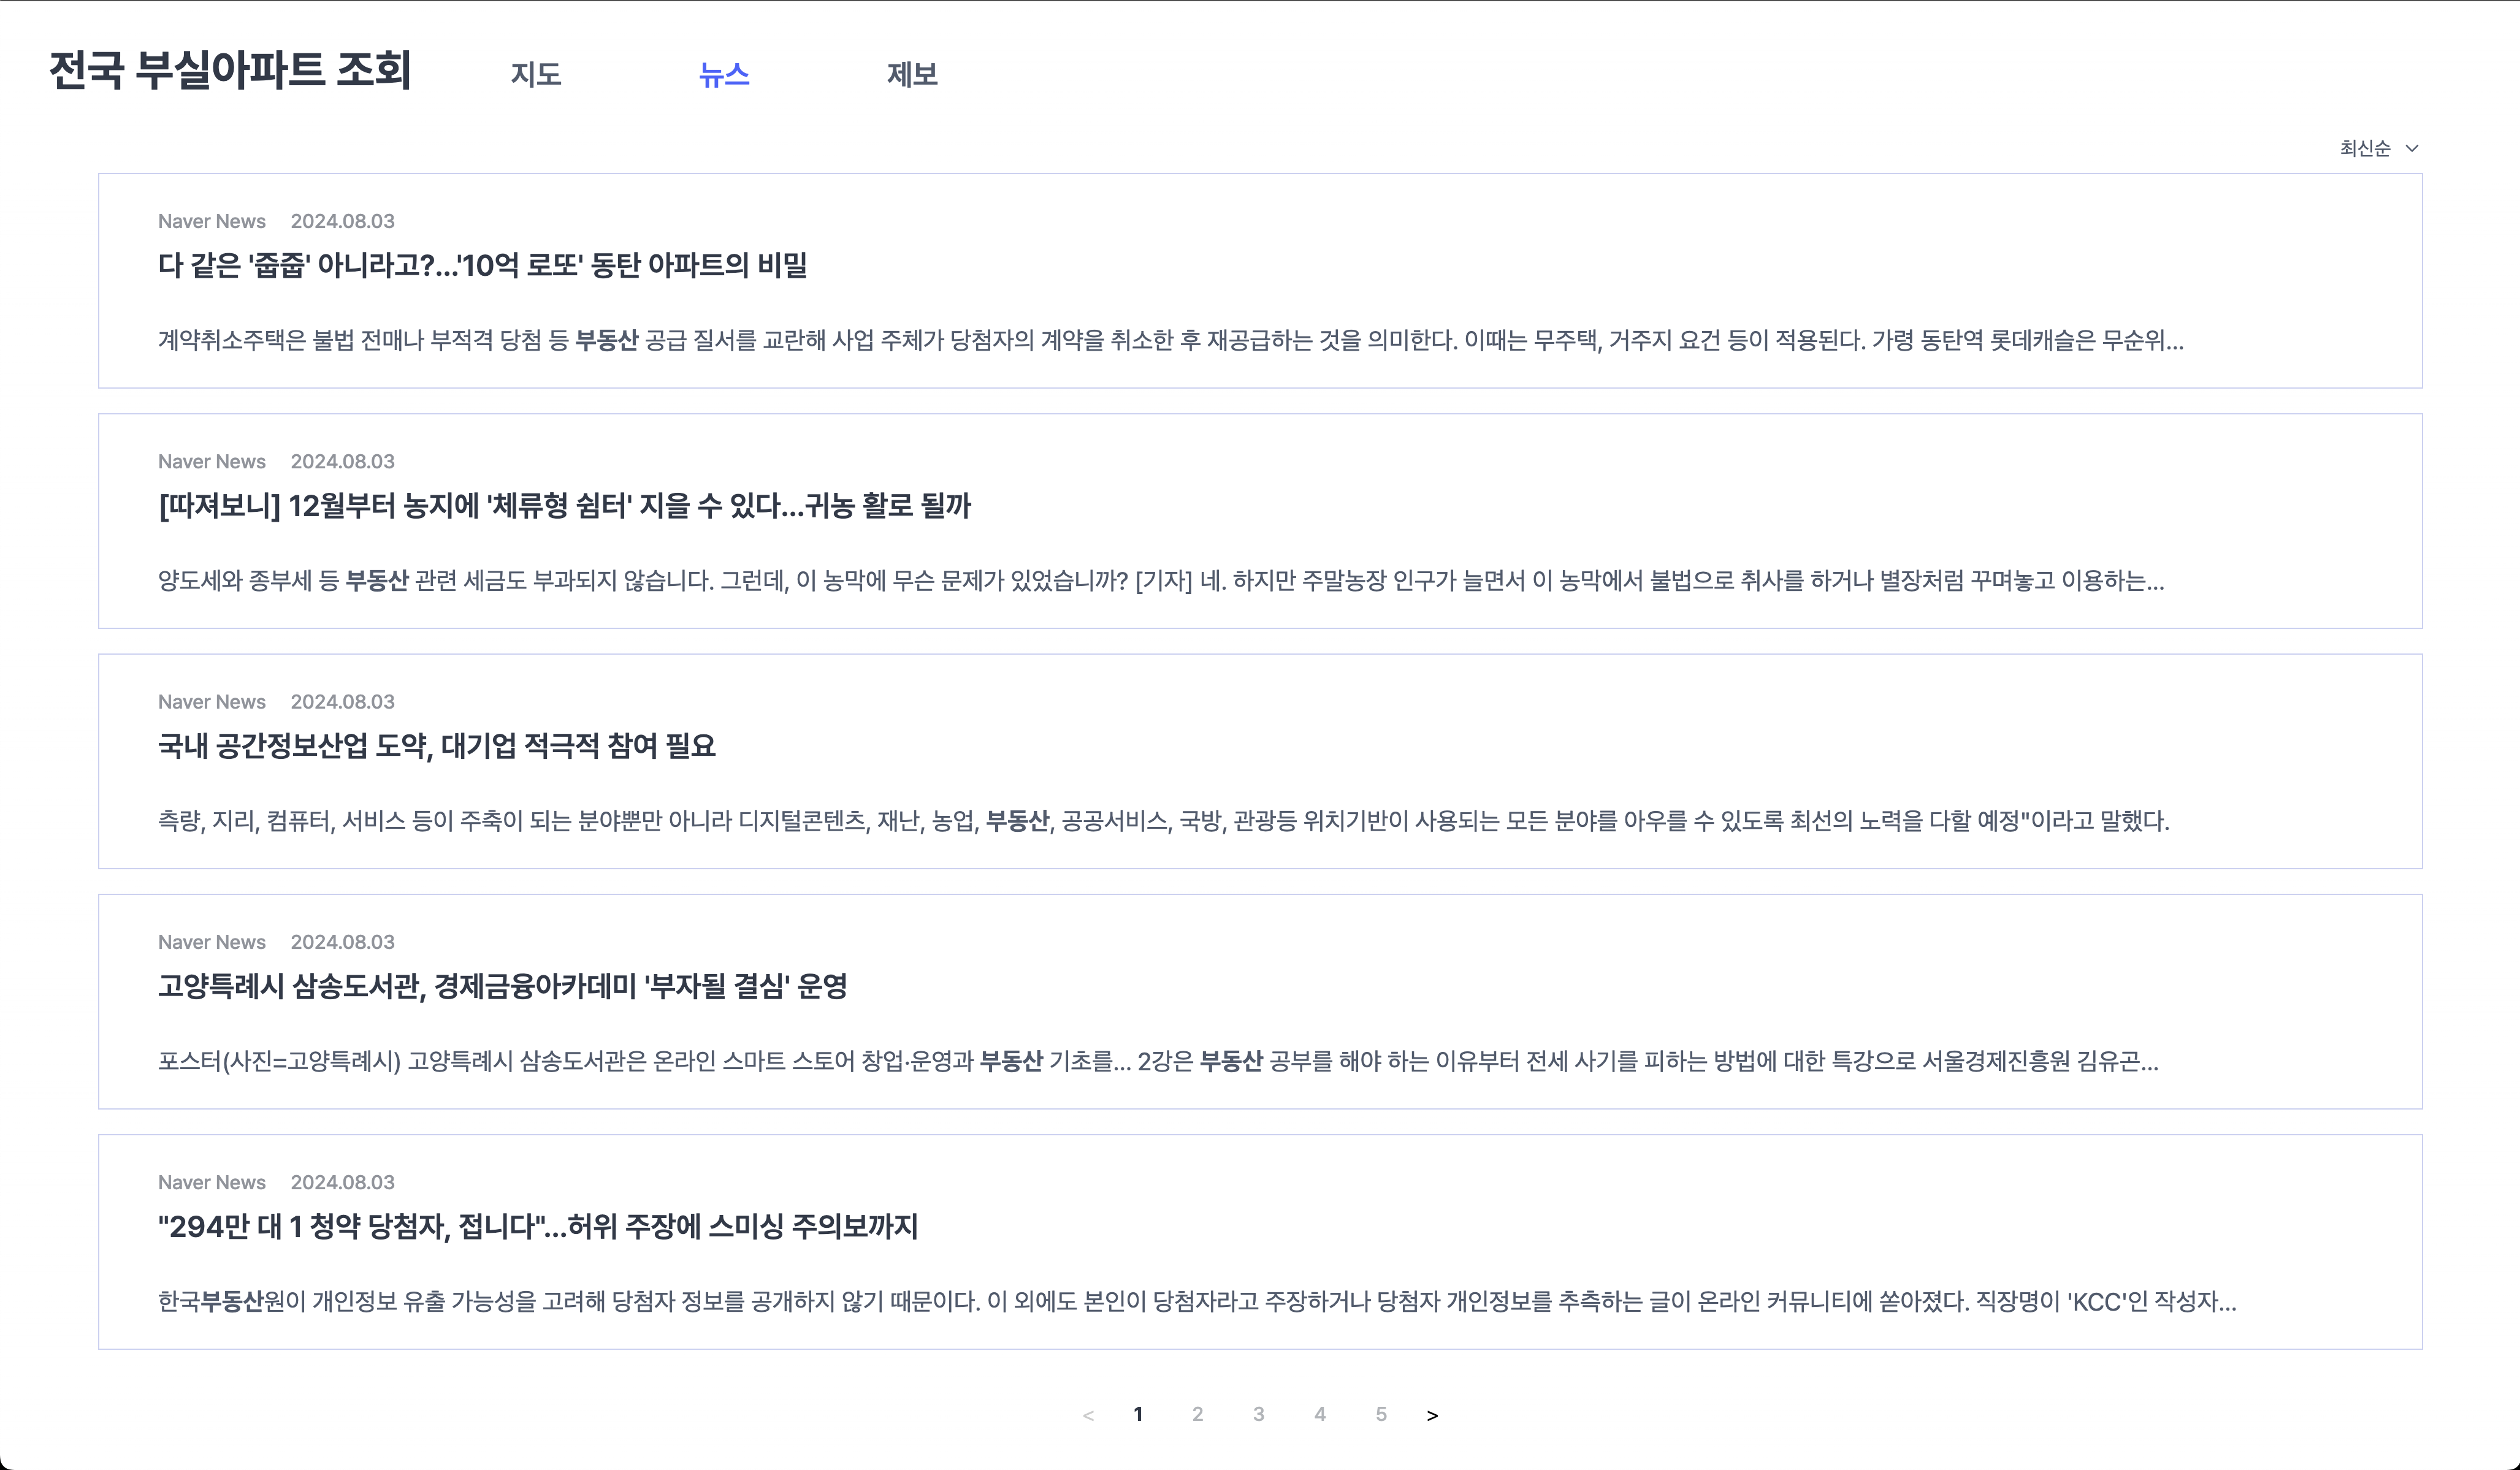 전국 부실아파트 조회 지도 뉴스 제보
최신순
Naver News 2024.08.03
다 같은 '줍줍' 아니라고?...'10억 로또' 동탄 아파트의 비밀
계약취소주택은 불법 전매나 부적격 당첨 등 부동산 공급 질서를 교란해 사업 주체가 당첨자의 계약을 취소한 후 재공급하는 것을 의미한다. 이때는 무주택, 거주지 요건 등이 적용된다. 가령 동탄역 롯데캐슬은 무순위...
Naver News 2024.08.03
[따져보니] 12월부터 농지에 '체류형 쉼터' 지을 수 있다...귀농 활로 될까
양도세와 종부세 등 부동산 관련 세금도 부과되지 않습니다. 그런데, 이 농막에 무슨 문제가 있었습니까? [기자] 네. 하지만 주말농장 인구가 늘면서 이 농막에서 불법으로 취사를 하거나 별장처럼 꾸며놓고 이용하는...
Naver News 2024.08.03
국내 공간정보산업 도약, 대기업 적극적 참여 필요
측량, 지리, 컴퓨터, 서비스 등이 주축이 되는 분야뿐만 아니라 디지털콘텐츠, 재난, 농업, 부동산, 공공서비스, 국방, 관광등 위치기반이 사용되는 모든 분야를 아우를 수 있도록 최선의 노력을 다할 예정"이라고 말했다.
Naver News 2024.08.03
고양특례시 삼송도서관, 경제금융아카데미 '부자될 결심' 운영
포스터(사진=고양특례시) 고양특례시 삼송도서관은 온라인 스마트 스토어 창업·운영과 부동산 기초를... 2강은 부동산 공부를 해야 하는 이유부터 전세 사기를 피하는 방법에 대한 특강으로 서울경제진흥원 김유곤...
Naver News 2024.08.03
"294만 대 1 청약 당첨자, 접니다"...허위 주장에 스미싱 주의보까지
한국부동산원이 개인정보 유출 가능성을 고려해 당첨자 정보를 공개하지 않기 때문이다. 이 외에도 본인이 당첨자라고 주장하거나 당첨자 개인정보를 추측하는 글이 온라인 커뮤니티에 쏟아졌다. 직장명이 'KCC'인 작성자...
< 1 2 3 4 5 >